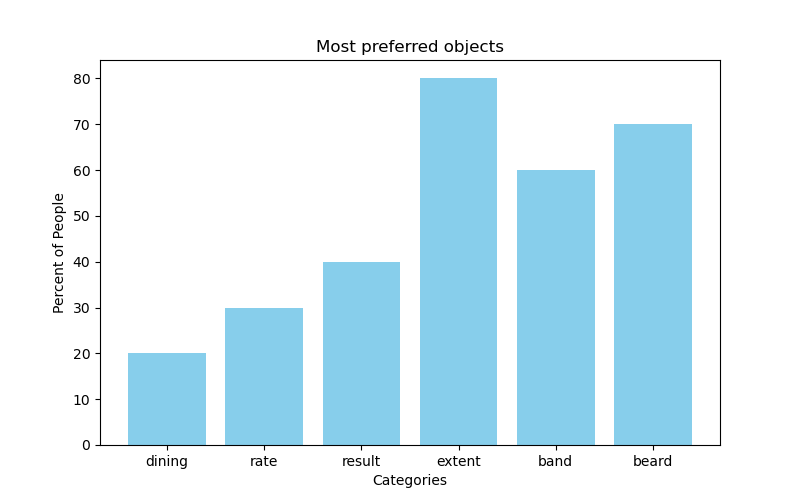 Most preferred objects
Percent of People
80
70
60
50
40
30
20
10
0
dining rate result extent band beard
Categories